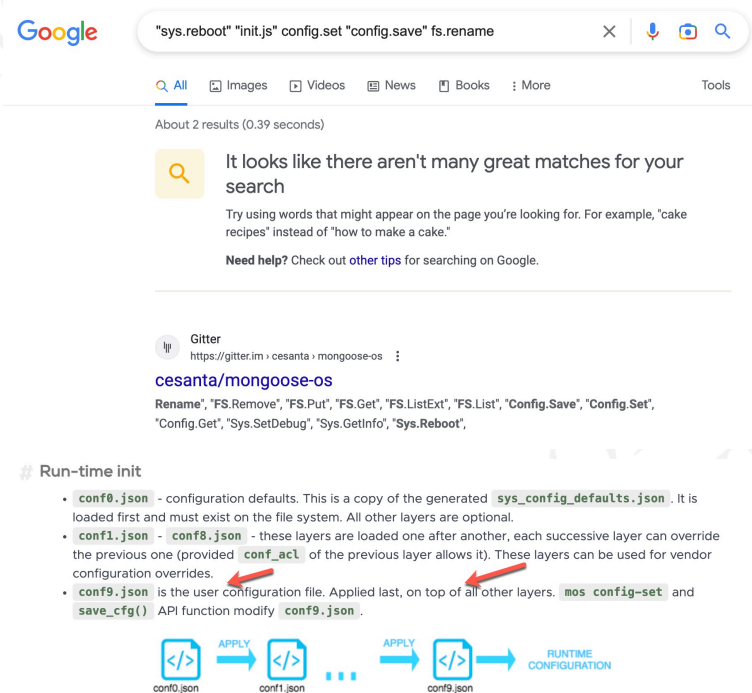 Google
"sys.reboot" "init.js" config.set "config.save" fs.rename
All Images Videos News Books More Tools
About 2 results (0.39 seconds)
It looks like there aren't many great matches for your
search
Try using words that might appear on the page you're looking for. For example, "cake
recipes" instead of "how to make a cake."
Need help? Check out other tips for searching on Google.
Gitter
https://gitter.im › cesanta › mongoose-os
cesanta/mongoose-os
Rename", "FS.Remove", "FS.Put", "FS.Get", "FS.ListExt", "FS.List", "Config.Save", "Config.Set",
"Config.Get", "Sys.SetDebug", "Sys.GetInfo", "Sys.Reboot",
# Run-time init
• conf0.json - configuration defaults. This is a copy of the generated sys_config_defaults.json. It is
loaded first and must exist on the file system. All other layers are optional.
• conf1.json - conf8.json - these layers are loaded one after another, each successive layer can override
the previous one (provided conf_acl of the previous layer allows it). These layers can be used for vendor
configuration overrides.
• conf9.json is the user configuration file. Applied last, on top of all other layers. mos config-set and
save_cfg() API function modify conf9.json.
APPLY APPLY
</> </> </> RUNTIME
CONFIGURATION
conf0.json conf1.json conf9.json